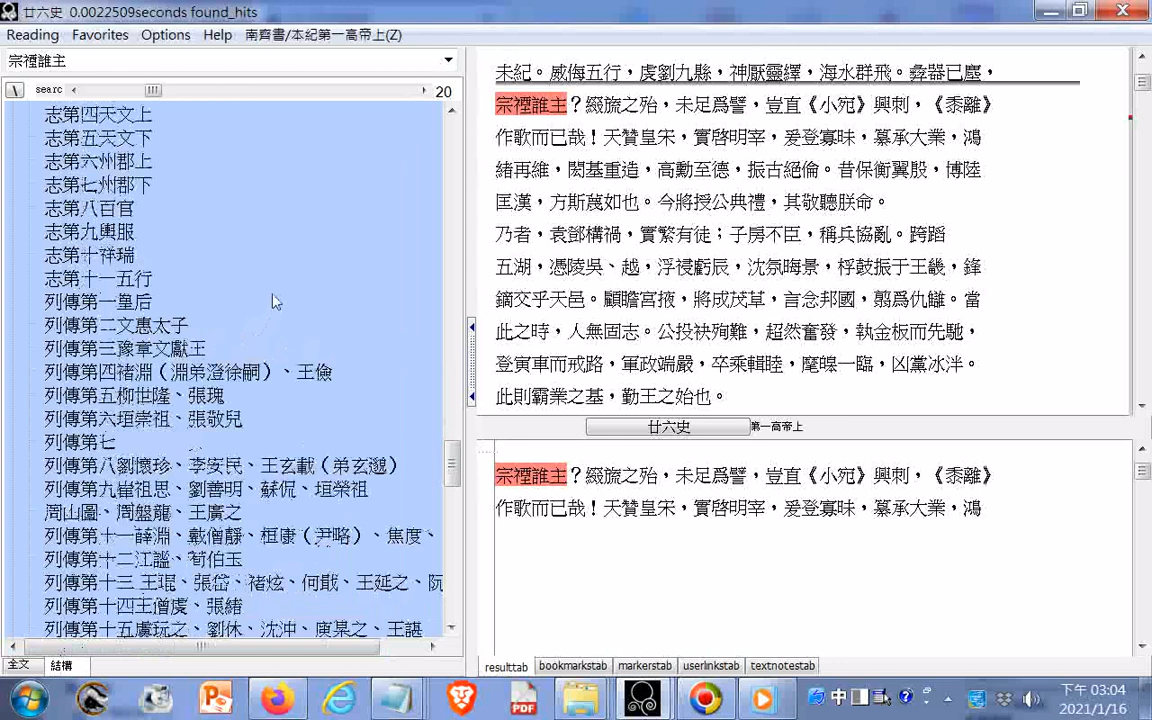 廿六史 0.0022509seconds found_hits
Reading Favorites Options Help 南齊書/本紀第一高帝上(Z)
宗禋誰主
searc
20
志第四天文上
志第五天文下
志第六州郡上
志第七州郡下
志第八百官
志第九輿服
志第十祥瑞
志第十一五行
列傳第一皇后
列傳第二文惠太子
列傳第三豫章文獻王
列傳第四褚淵（淵弟澄徐嗣）、王儉
列傳第五柳世隆、張瑰
列傳第六垣崇祖、張敬兒
列傳第七
列傳第八劉懷珍、李安民、王玄載（弟玄邈）
列傳第九崔祖思、劉善明、蘇侃、垣榮祖
周山圖、周盤龍、王廣之
列傳第十一薛淵、戴僧靜、桓康（尹略）、焦度、
列傳第十二江謐、荀伯玉
列傳第十三 王琨、張岱、褚炫、何戢、王延之、阮
列傳第十四王僧虔、張緒
列傳第十五虞玩之、劉休、沈沖、庾杲之、王諶
全文 結構
未紀。威侮五行，虔劉九縣，神厭靈繹，海水群飛。彝器已塵，
宗禋誰主？綴旒之殆，未足爲譬，豈直《小宛》興刺，《黍離》
作歌而已哉！天贊皇宋，實啓明宰，爰登寡昧，纂承大業，鴻
緒再維，閎基重造，高勳至德，振古絕倫。昔保衡翼殷，博陸
匡漢，方斯蔑如也。今將授公典禮，其敬聽朕命。
乃者，袁鄧構禍，實繁有徒；子房不臣，稱兵協亂。跨蹈
五湖，憑陵吳、越，浮祲虧辰，沈氛晦景，桴鼓振于王畿，鋒
鏑交乎天邑。顧瞻宮掖，將成茂草，言念邦國，翦爲仇讎。當
此之時，人無固志。公投袂殉難，超然奮發，執金板而先馳，
登寅車而戒路，軍政端嚴，卒乘輯睦，麾曍一臨，凶黨冰泮。
此則霸業之基，勤王之始也。
廿六史 第一高帝上
宗禋誰主？綴旒之殆，未足爲譬，豈直《小宛》興刺，《黍離》
作歌而已哉！天贊皇宋，實啓明宰，爰登寡昧，纂承大業，鴻
resulttab bookmarkstab markerstab userlinkstab textnotestab
PDF
中
下午 03:04
2021/1/16